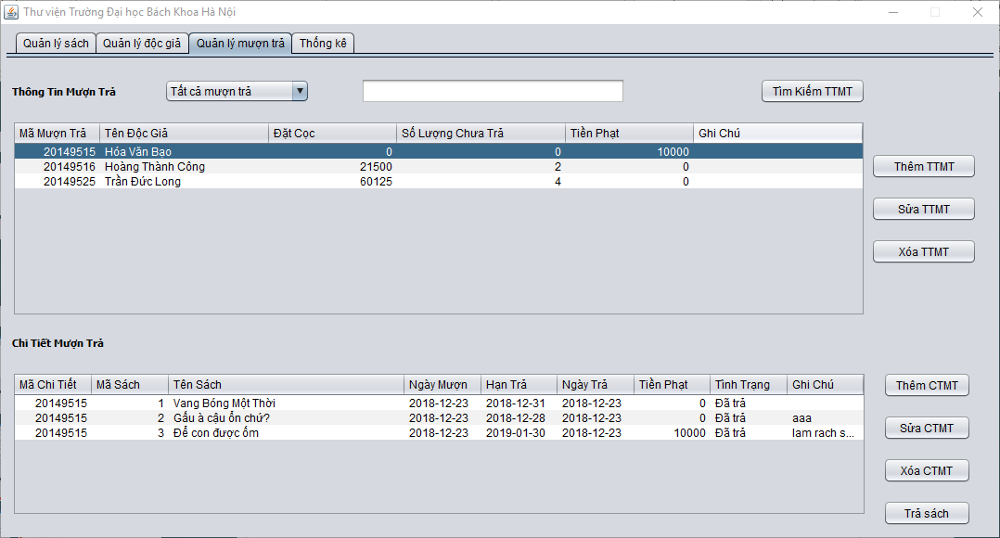 Thư viện Trường Đại học Bách Khoa Hà Nội
Quản lý sách Quản lý độc giả Quản lý mượn trả Thống kê
Thông Tin Mượn Trả Tất cả mượn trả Tìm Kiếm TTMT
Mã Mượn Trả Tên Độc Giả Đặt Cọc Số Lượng Chưa Trả Tiền Phạt Ghi Chú
20149515 Hóa Văn Bạo 0 0 10000
20149516 Hoàng Thành Công 21500 2 0
20149525 Trần Đức Long 60125 4 0
Thêm TTMT
Sửa TTMT
Xóa TTMT
Chi Tiết Mượn Trả
Mã Chi Tiết Mã Sách Tên Sách Ngày Mượn Hạn Trả Ngày Trả Tiền Phạt Tình Trạng Ghi Chú
20149515 1 Vang Bóng Một Thời 2018-12-23 2018-12-31 2018-12-23 0 Đã trả
20149515 2 Gấu à cậu ổn chứ? 2018-12-23 2018-12-28 2018-12-23 0 Đã trả aaa
20149515 3 Để con được ốm 2018-12-23 2019-01-30 2018-12-23 10000 Đã trả lam rach s...
Thêm CTMT
Sửa CTMT
Xóa CTMT
Trả sách